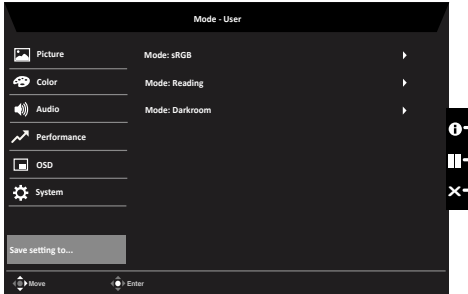 Mode - User
Picture
Mode: sRGB
Color
Mode: Reading
Audio
Mode: Darkroom
Performance
OSD
System
Save setting to...
Move
Enter